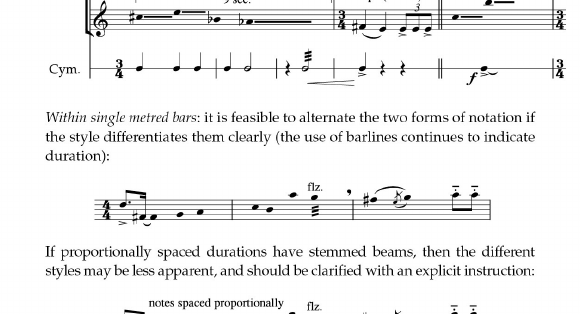 9 sec.
3
Cym.
f
Within single metred bars: it is feasible to alternate the two forms of notation if
the style differentiates them clearly (the use of barlines continues to indicate
duration):
flz.
If proportionally spaced durations have stemmed beams, then the different
styles may be less apparent, and should be clarified with an explicit instruction:
notes spaced proportionally
flz.